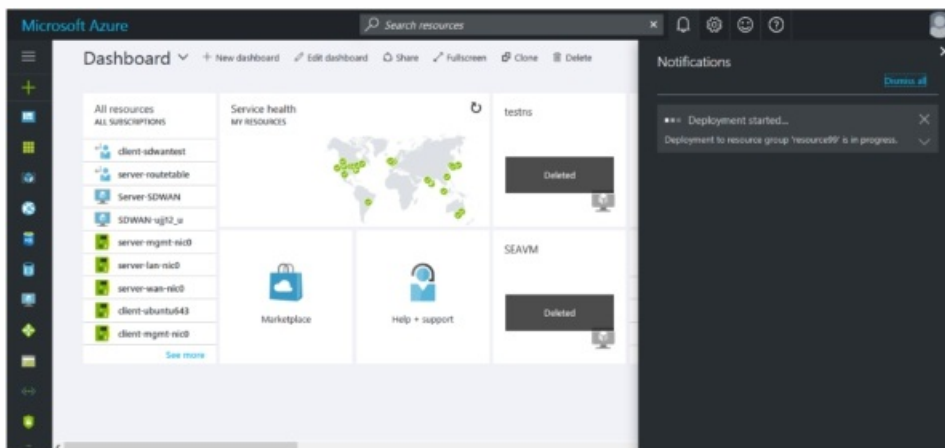 Microsoft Azure
Search resources
Dashboard
New dashboard
Edit dashboard
Share
Fullscreen
Clone
Delete
Notifications
Dismiss all
Deployment started...
Deployment to resource group 'resource99' is in progress.
All resources
ALL SUBSCRIPTIONS
client-sdwantest
server-routetable
Server-SDWAN
server-mgmt-nic0
server-lan-nic0
server-wan-nic0
client-ubuntu643
client-mgmt-nic0
See more
Service health
MY RESOURCES
Marketplace
Help + support
testns
Deleted
SEAVM
Deleted